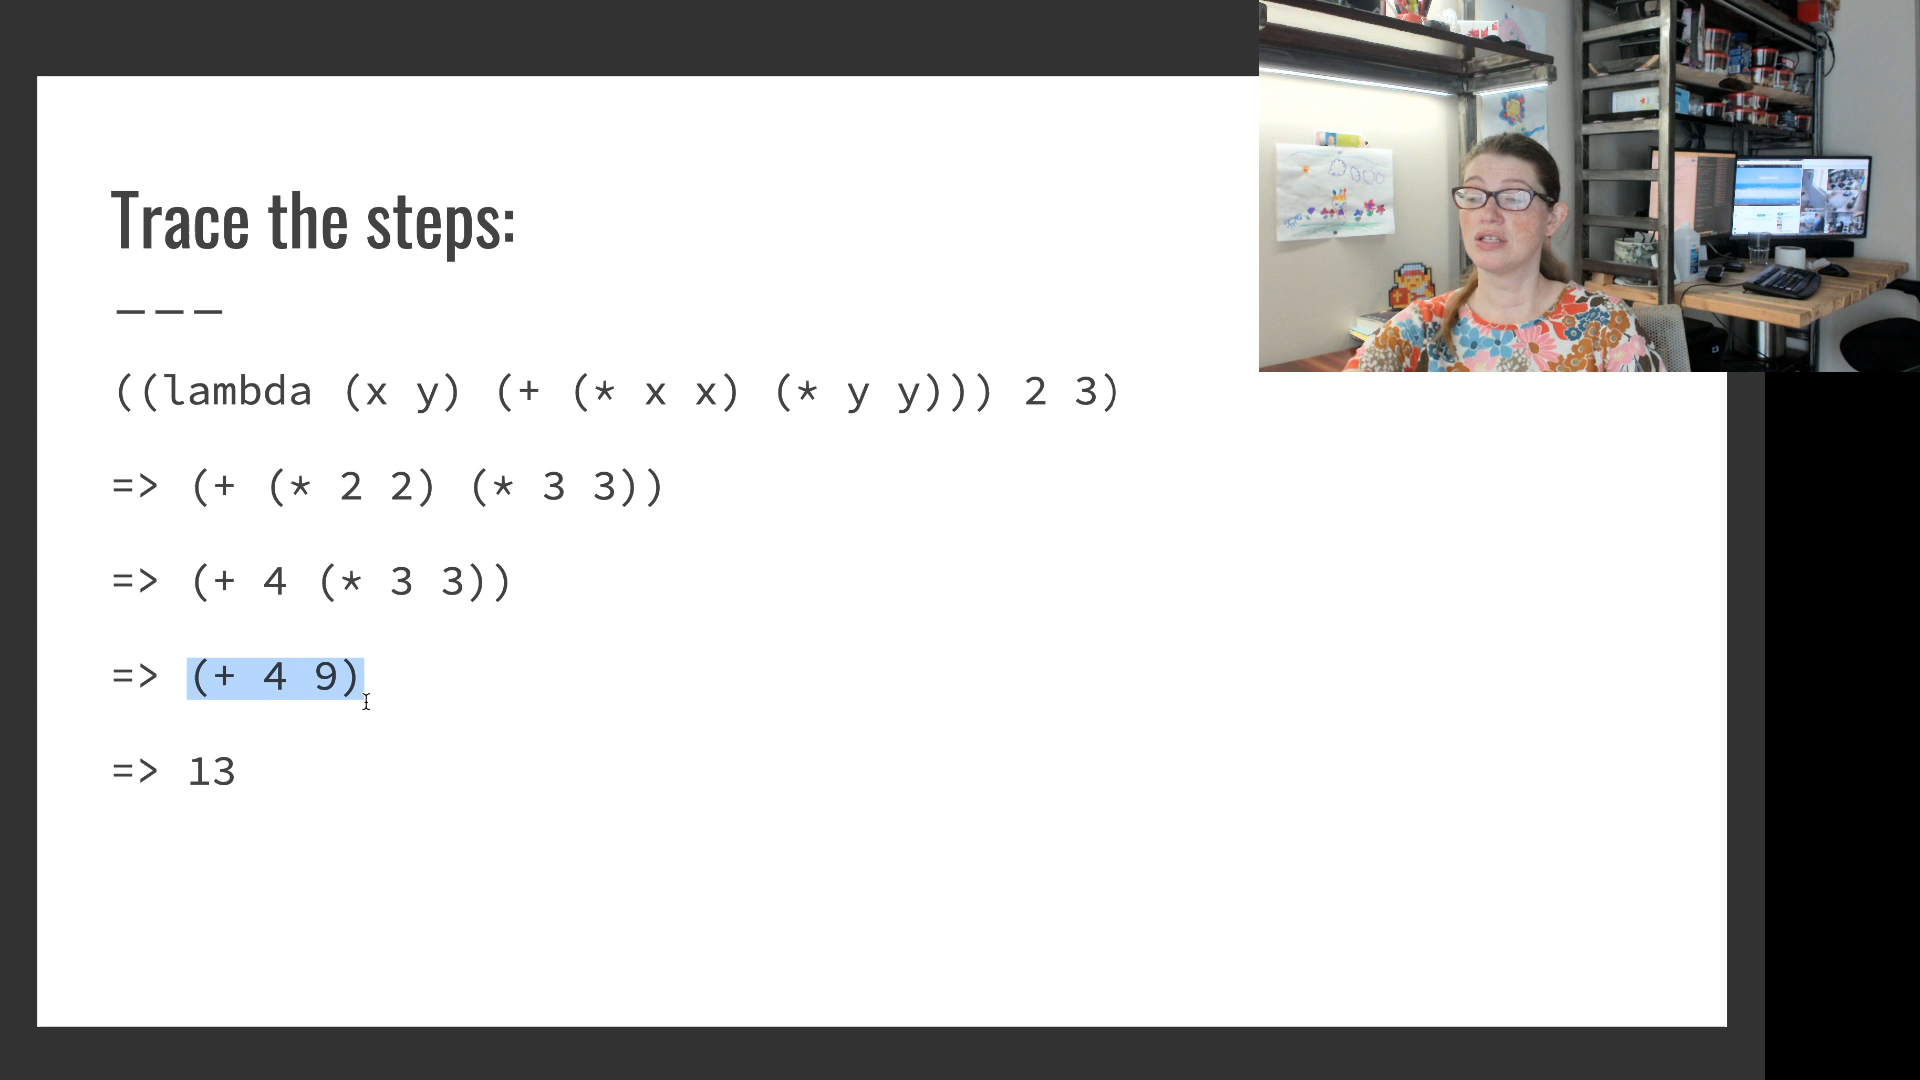 Trace the steps:
———
((lambda (x y) (+ (* x x) (* y y))) 2 3)
=> (+ (* 2 2) (* 3 3))
=> (+ 4 (* 3 3))
=> (+ 4 9)
=> 13